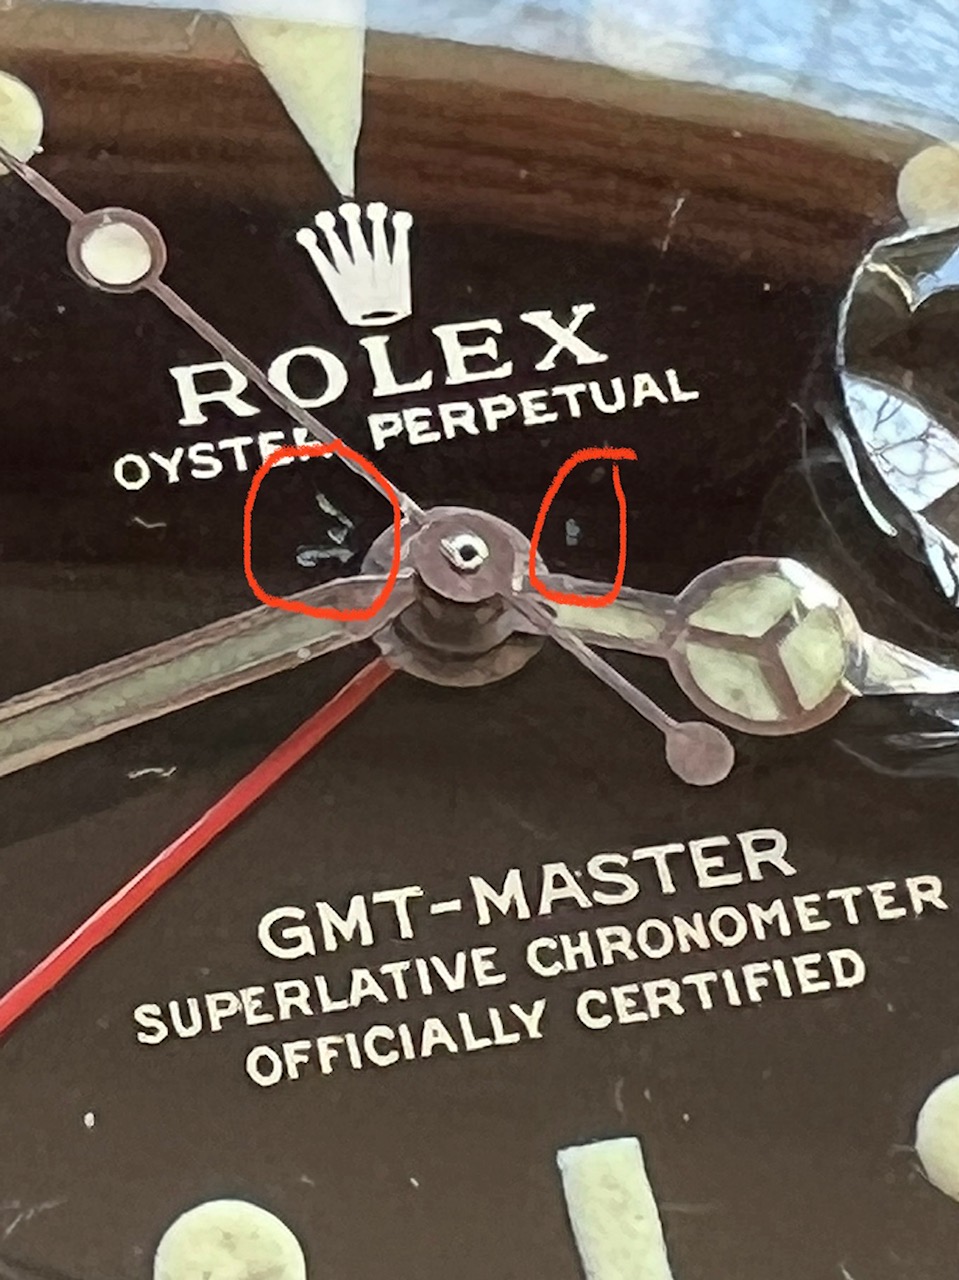 ROLEX
OYSTER PERPETUAL
GMT-MASTER
SUPERLATIVE CHRONOMETER
OFFICIALLY CERTIFIED